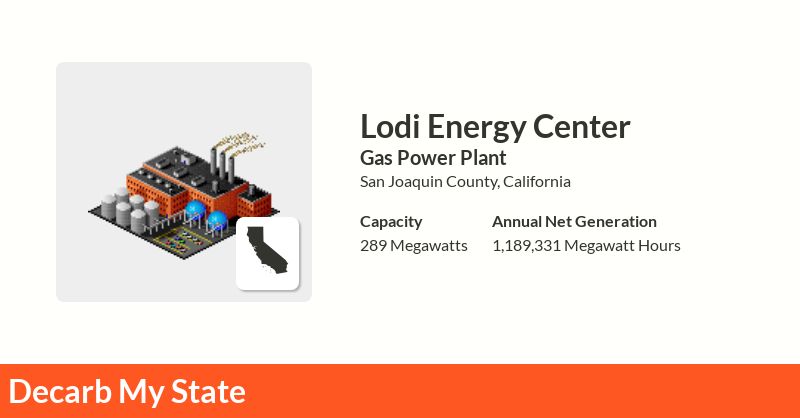 Lodi Energy Center
Gas Power Plant
San Joaquin County, California
Capacity
289 Megawatts
Annual Net Generation
1,189,331 Megawatt Hours
Decarb My State